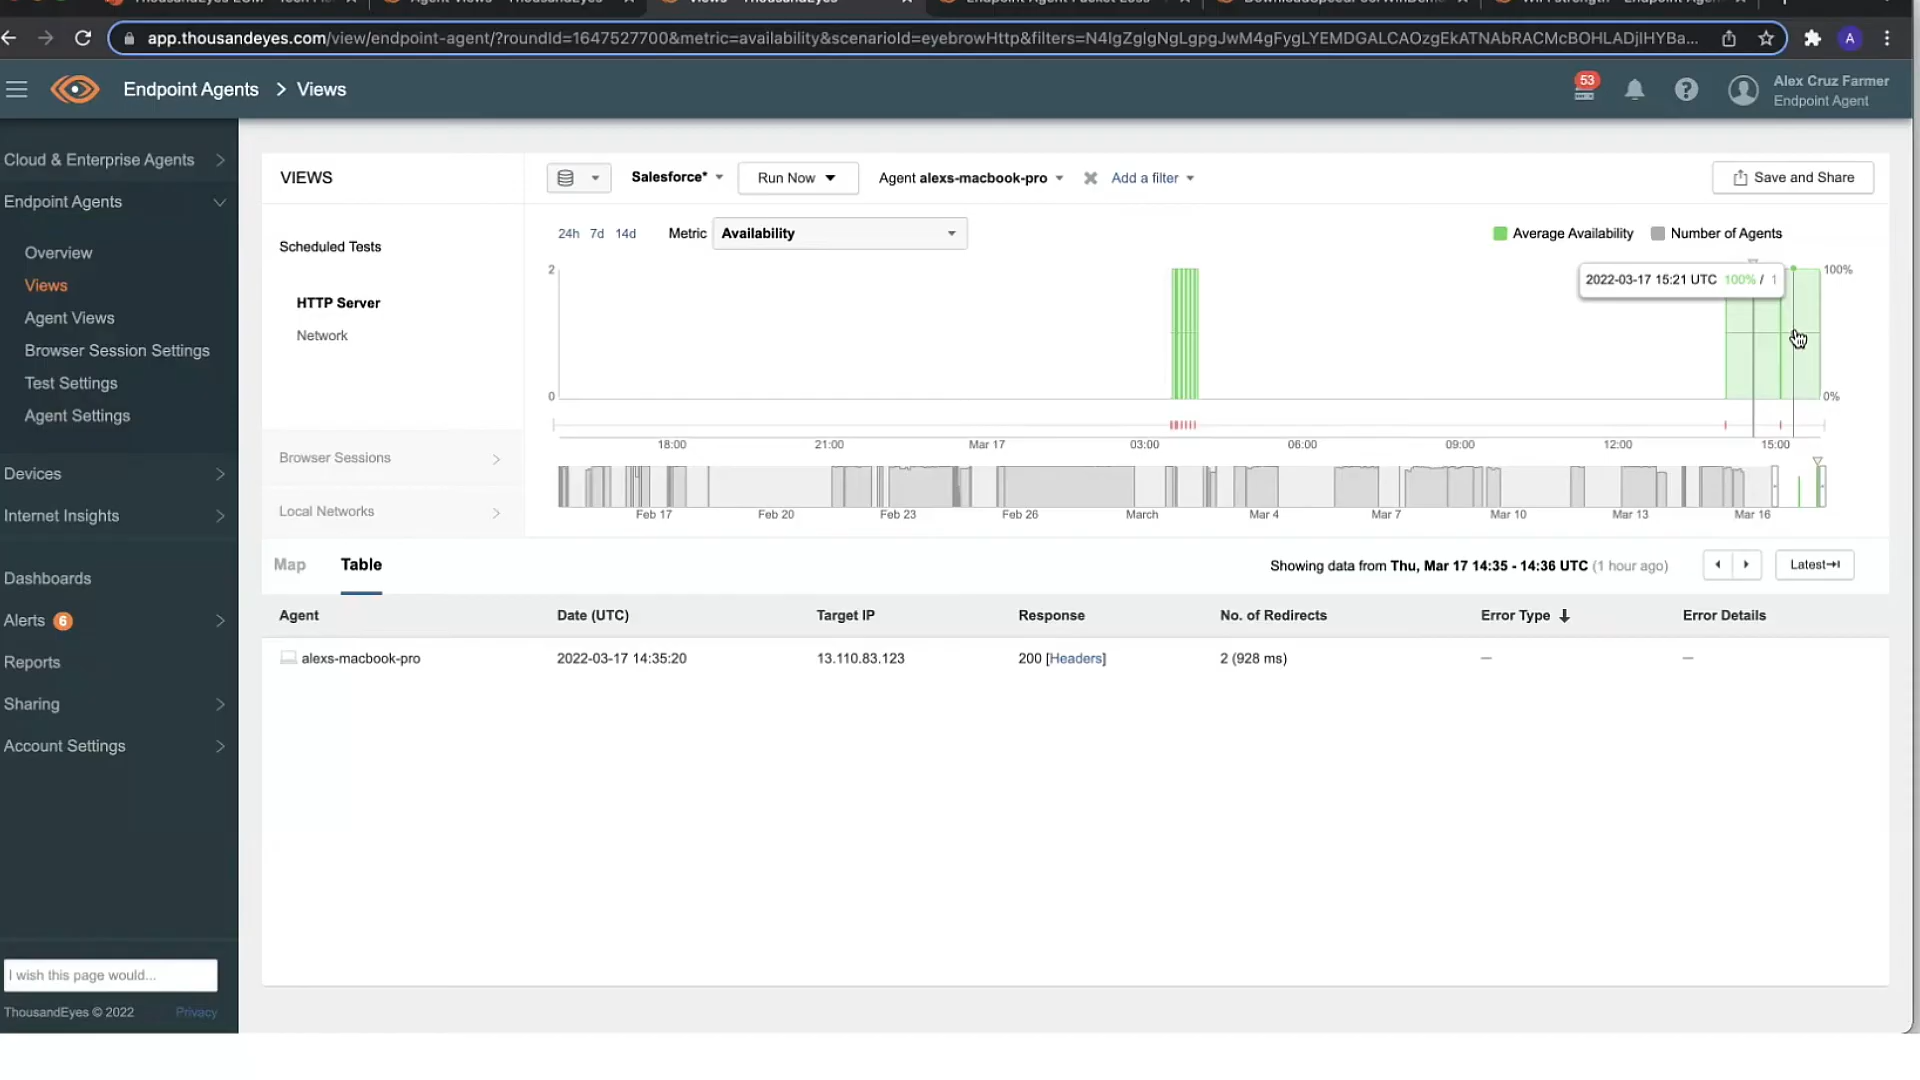 Agent Views - ThousandEyes
Views - ThousandEyes
Endpoint Agent Packet Loss
app.thousandeyes.com/view/endpoint-agent/?roundId=1647527700&metric=availability&scenarioId=eyebrowHttp&filters=
A
Endpoint Agents > Views
53
Alex Cruz Farmer
Endpoint Agent
Cloud & Enterprise Agents
Endpoint Agents
Overview
Views
Agent Views
Browser Session Settings
Test Settings
Agent Settings
Devices
Internet Insights
Dashboards
Alerts 6
Reports
Sharing
Account Settings
I wish this page would...
ThousandEyes © 2022 Privacy
VIEWS
Salesforce* Run Now Agent alexs-macbook-pro Add a filter Save and Share
Scheduled Tests
HTTP Server
Network
Browser Sessions
Local Networks
24h 7d 14d Metric Availability Average Availability Number of Agents
2 100%
2022-03-17 15:21 UTC 100% / 1
0 0%
18:00 21:00 Mar 17 03:00 06:00 09:00 12:00 15:00
Feb 17 Feb 20 Feb 23 Feb 26 March Mar 4 Mar 7 Mar 10 Mar 13 Mar 16
Map Table Showing data from Thu, Mar 17 14:35 - 14:36 UTC (1 hour ago) Latest
Agent Date (UTC) Target IP Response No. of Redirects Error Type Error Details
alexs-macbook-pro 2022-03-17 14:35:20 13.110.83.123 200 [Headers] 2 (928 ms) — —